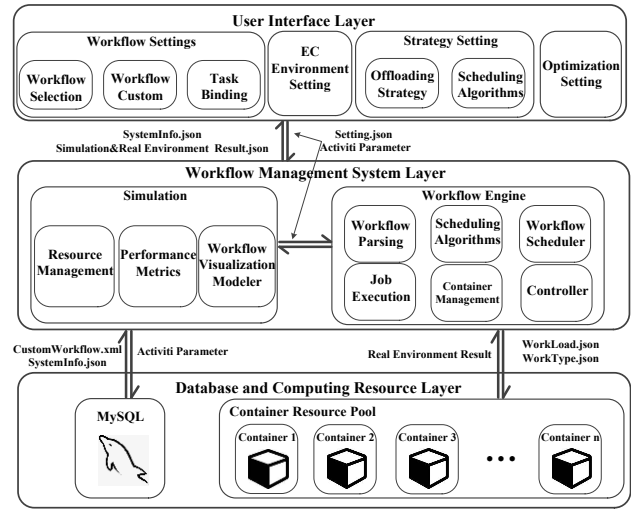 User Interface Layer
Workflow Settings
Workflow
Selection
Workflow
Custom
Task
Binding
EC
Environment
Setting
Strategy Setting
Offloading
Strategy
Scheduling
Algorithms
Optimization
Setting
SystemInfo.json
Simulation&Real Environment Result.json
Setting.json
Activiti Parameter
Workflow Management System Layer
Simulation
Resource
Management
Performance
Metrics
Workflow
Visualization
Modeler
Workflow Engine
Workflow
Parsing
Scheduling
Algorithms
Workflow
Scheduler
Job
Execution
Container
Management
Controller
CustomWorkflow.xml
SystemInfo.json
Activiti Parameter
Real Environment Result
WorkLoad.json
WorkType.json
Database and Computing Resource Layer
MySQL
Container Resource Pool
Container 1
Container 2
Container 3
• • •
Container n